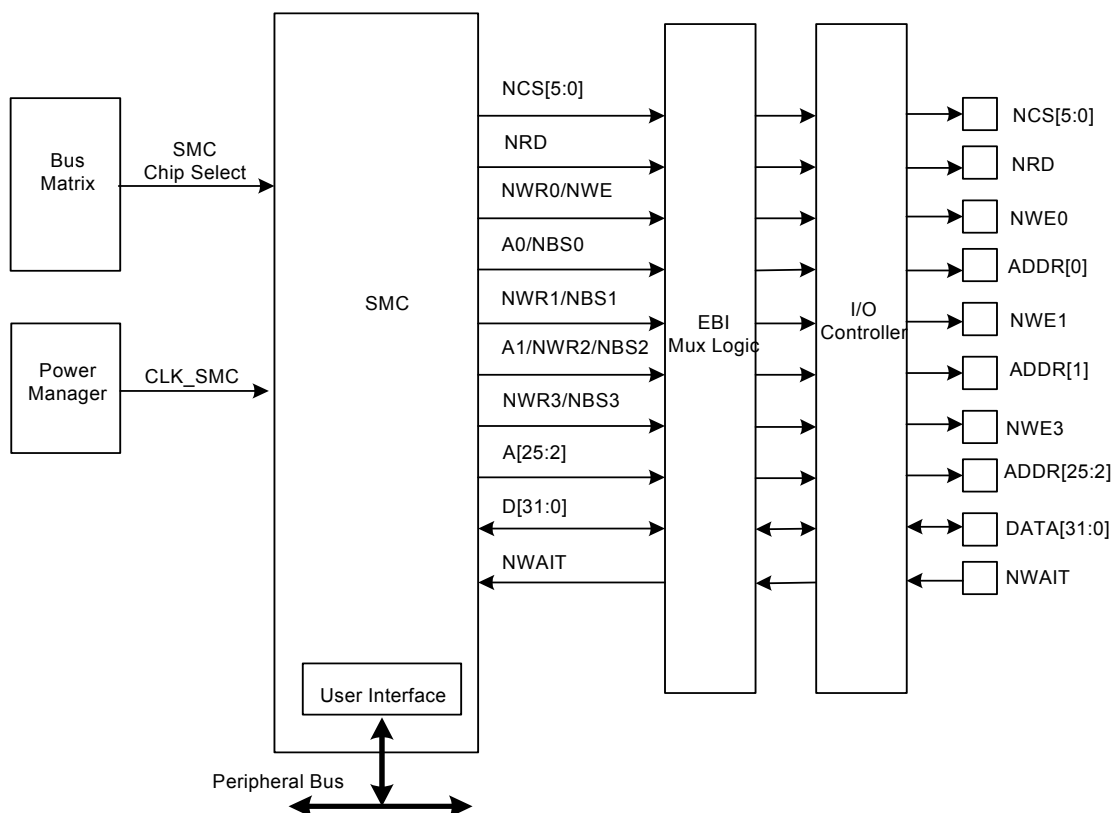 Bus
Matrix
SMC
Chip Select
Power
Manager
CLK_SMC
SMC
User Interface
Peripheral Bus
NCS[5:0]
NRD
NWR0/NWE
A0/NBS0
NWR1/NBS1
A1/NWR2/NBS2
NWR3/NBS3
A[25:2]
D[31:0]
NWAIT
EBI
Mux Logic
I/O
Controller
NCS[5:0]
NRD
NWE0
ADDR[0]
NWE1
ADDR[1]
NWE3
ADDR[25:2]
DATA[31:0]
NWAIT